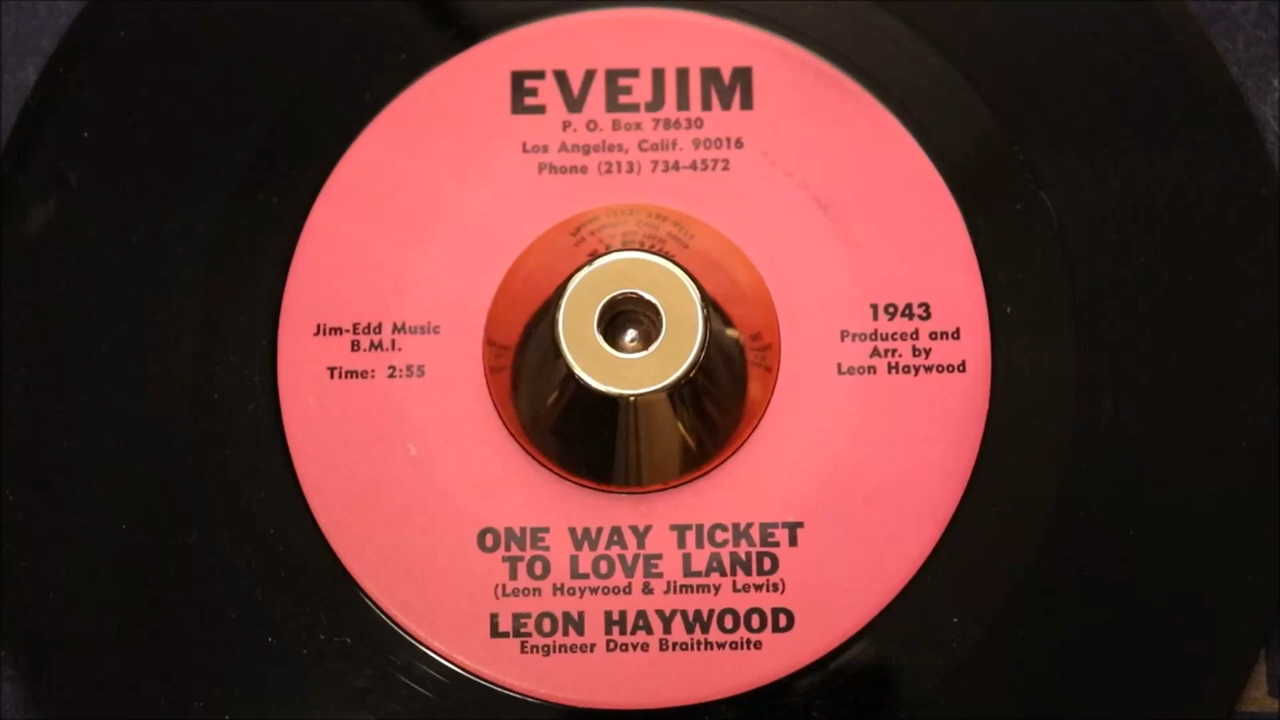 EVEJIM
P. O. Box 78630
Los Angeles, Calif. 90016
Phone (213) 734-4572
Jim-Edd Music
B.M.I.
Time: 2:55
1943
Produced and
Arr. by
Leon Haywood
ONE WAY TICKET
TO LOVE LAND
(Leon Haywood & Jimmy Lewis)
LEON HAYWOOD
Engineer Dave Braithwaite